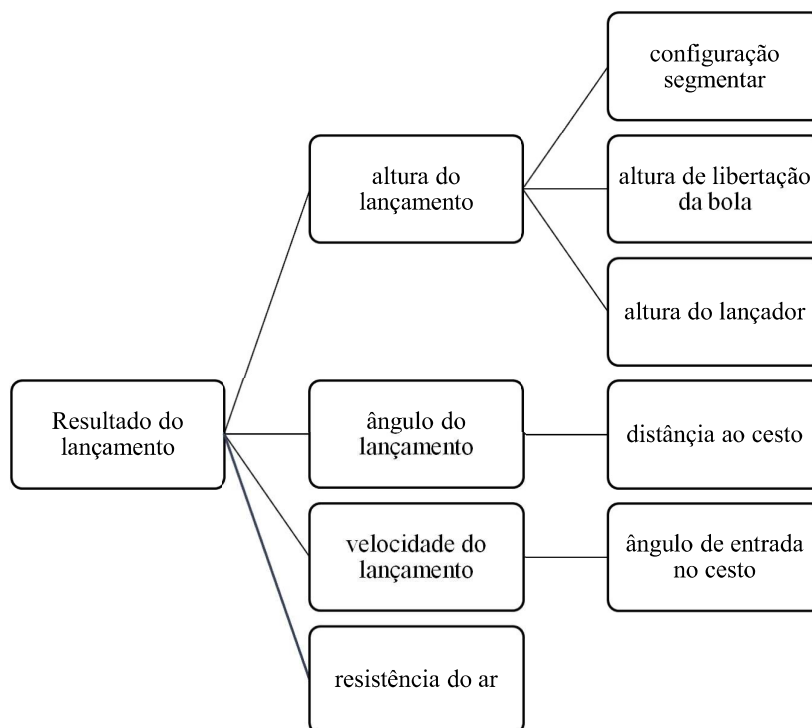 configuração
segmentar
altura do
lançamento
altura de libertação
da bola
altura do lançador
Resultado do
lançamento
ângulo do
lançamento
distânçia ao cesto
velocidade do
lançamento
ângulo de entrada
no cesto
resistência do ar